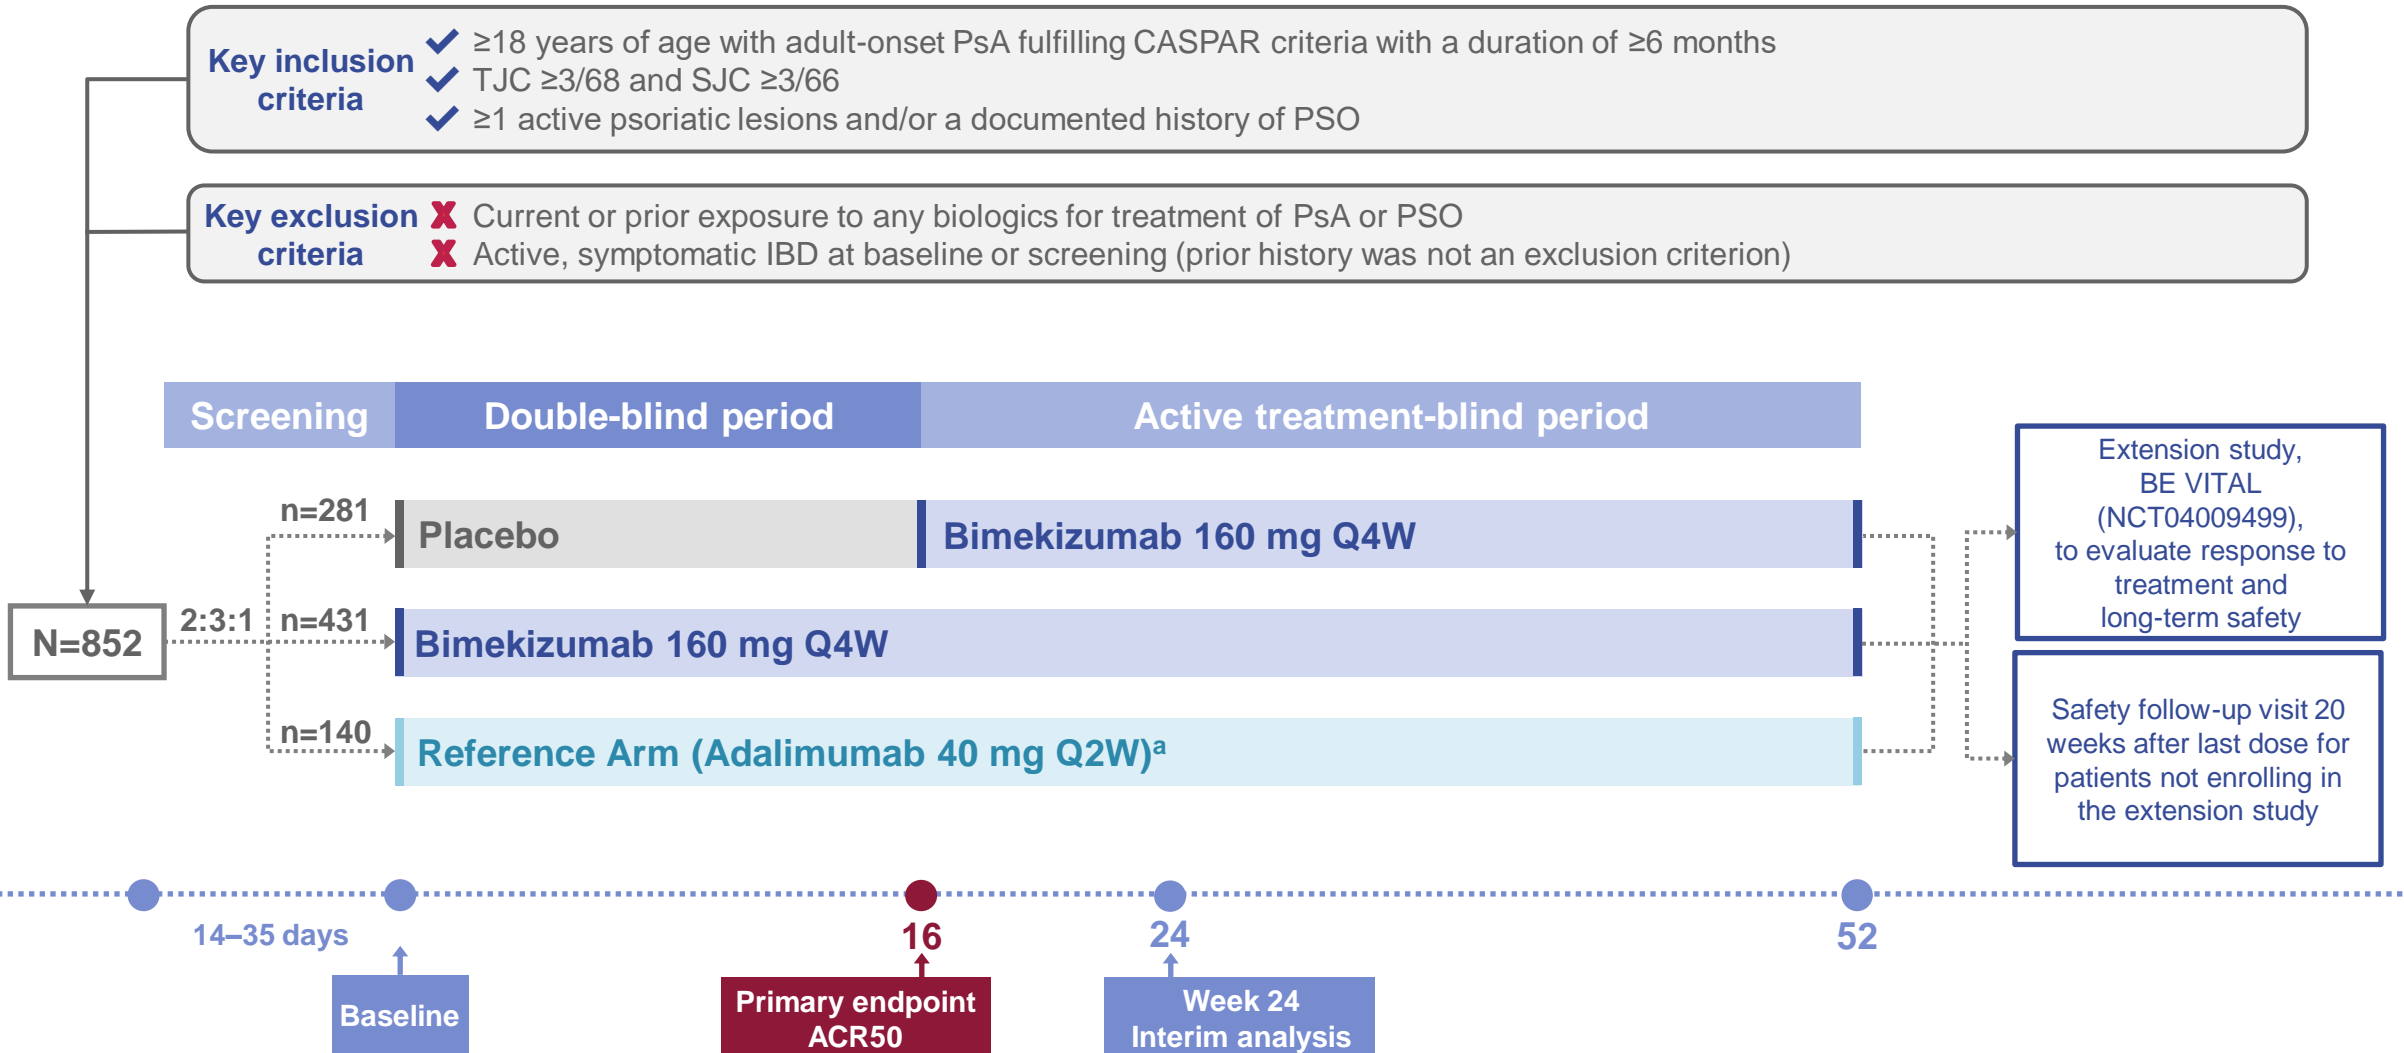 Key inclusion
criteria
≥18 years of age with adult-onset PsA fulfilling CASPAR criteria with a duration of ≥6 months
TJC ≥3/68 and SJC ≥3/66
≥1 active psoriatic lesions and/or a documented history of PSO
Key exclusion
criteria
Current or prior exposure to any biologics for treatment of PsA or PSO
Active, symptomatic IBD at baseline or screening (prior history was not an exclusion criterion)
Screening
Double-blind period
Active treatment-blind period
N=852
2:3:1
n=281
Placebo
Bimekizumab 160 mg Q4W
n=431
Bimekizumab 160 mg Q4W
n=140
Reference Arm (Adalimumab 40 mg Q2W)ᵃ
Extension study,
BE VITAL
(NCT04009499),
to evaluate response to
treatment and
long-term safety
Safety follow-up visit 20
weeks after last dose for
patients not enrolling in
the extension study
14–35 days
16
24
52
Baseline
Primary endpoint
ACR50
Week 24
Interim analysis